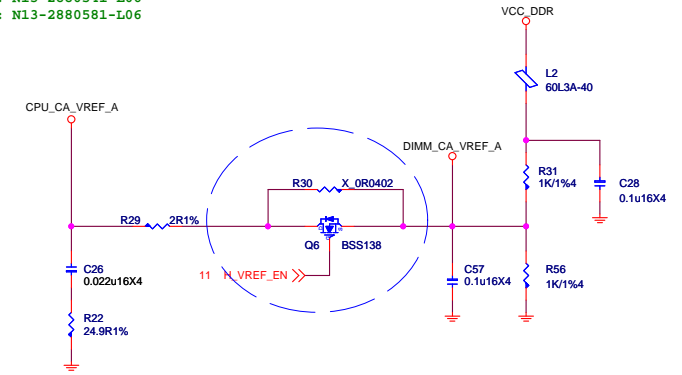 : N13-2880581-L06
VCC_DDR
L2
60L3A-40
CPU_CA_VREF_A
DIMM_CA_VREF_A
R30 X_0R0402
R31
1K/1%4
C28
0.1u16X4
R29 2R1%
Q6 BSS138
11 H_VREF_EN
C26
0.022u16X4
C57
0.1u16X4
R56
1K/1%4
R22
24.9R1%